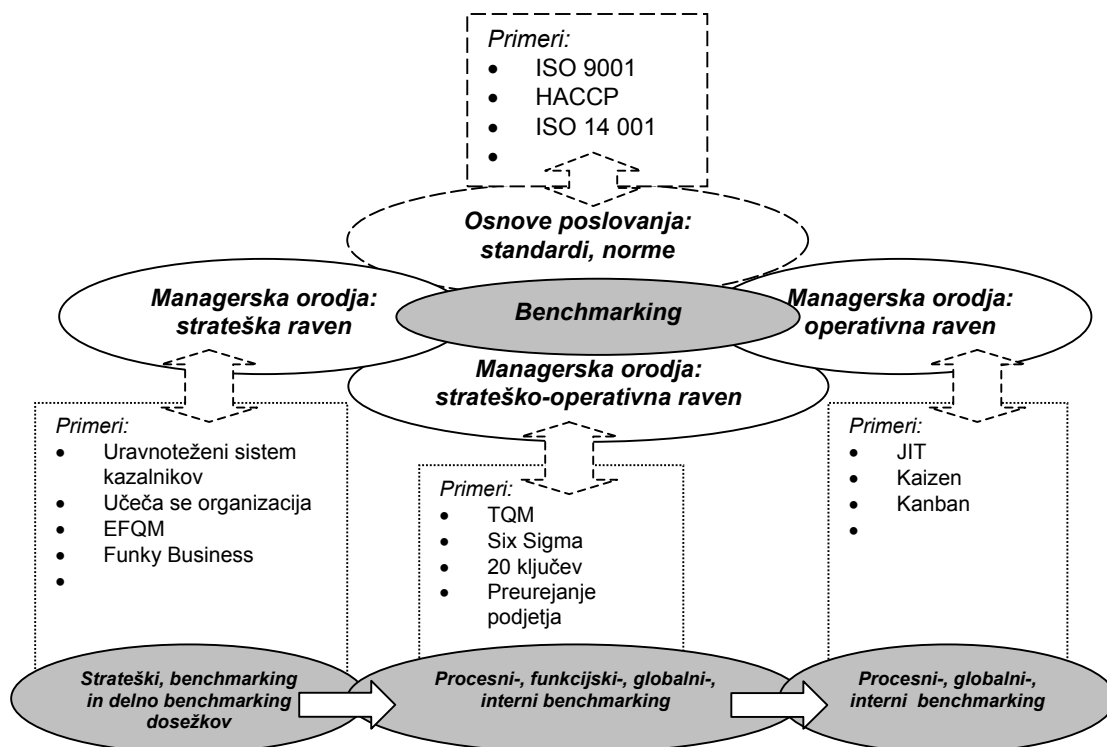 Primeri:
• ISO 9001
• HACCP
• ISO 14 001
•
Osnove poslovanja:
standardi, norme
Managerska orodja:
strateška raven
Benchmarking
Managerska orodja:
operativna raven
Managerska orodja:
strateško-operativna raven
Primeri:
• Uravnoteženi sistem
kazalnikov
• Učeča se organizacija
• EFQM
• Funky Business
•
Primeri:
• TQM
• Six Sigma
• 20 ključev
• Preurejanje
podjetja
Primeri:
• JIT
• Kaizen
• Kanban
•
Strateški, benchmarking
in delno benchmarking
dosežkov
Procesni-, funkcijski-, globalni-,
interni benchmarking
Procesni-, globalni-,
interni benchmarking